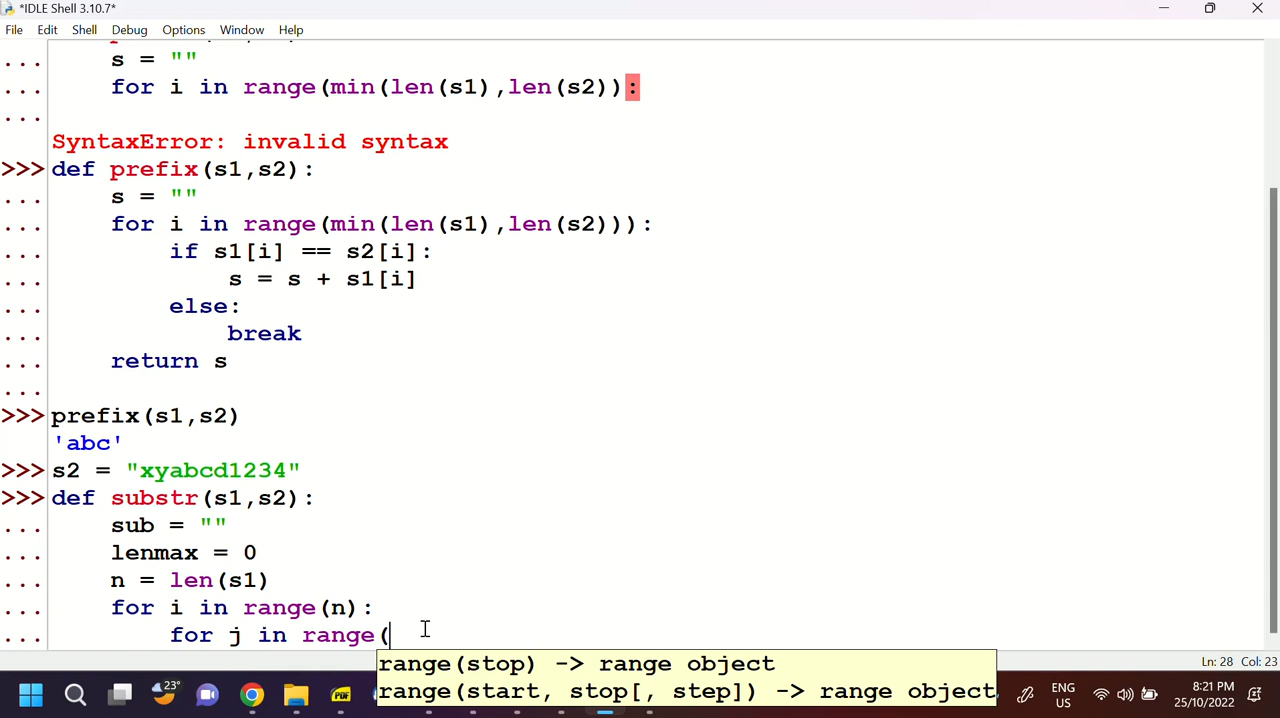 *IDLE Shell 3.10.7*
File Edit Shell Debug Options Window Help
... s = ""
... for i in range(min(len(s1),len(s2)):
...
SyntaxError: invalid syntax
>>> def prefix(s1,s2):
... s = ""
... for i in range(min(len(s1),len(s2))):
... if s1[i] == s2[i]:
... s = s + s1[i]
... else:
... break
... return s
...
>>> prefix(s1,s2)
'abc'
>>> s2 = "xyabcd1234"
>>> def substr(s1,s2):
... sub = ""
... lenmax = 0
... n = len(s1)
... for i in range(n):
... for j in range(
range(stop) -> range object
range(start, stop[, step]) -> range object
Ln: 28 Col: 23
23°
PDF
ENG
US
8:21 PM
25/10/2022